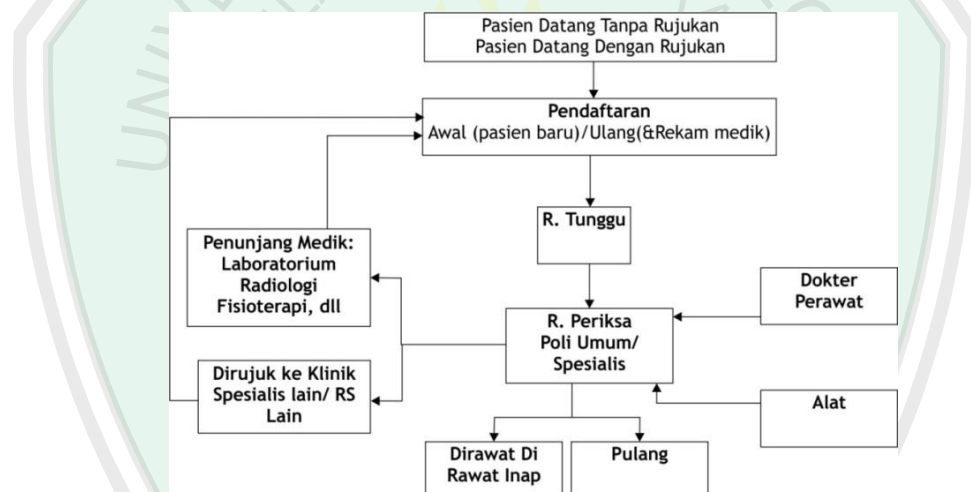 Pasien Datang Tanpa Rujukan
Pasien Datang Dengan Rujukan
Pendaftaran
Awal (pasien baru)/Ulang(&Rekam medik)
R. Tunggu
Penunjang Medik:
Laboratorium
Radiologi
Fisioterapi, dll
Dokter
Perawat
R. Periksa
Poli Umum/
Spesialis
Dirujuk ke Klinik
Spesialis lain/ RS
Lain
Alat
Dirawat Di
Rawat Inap
Pulang